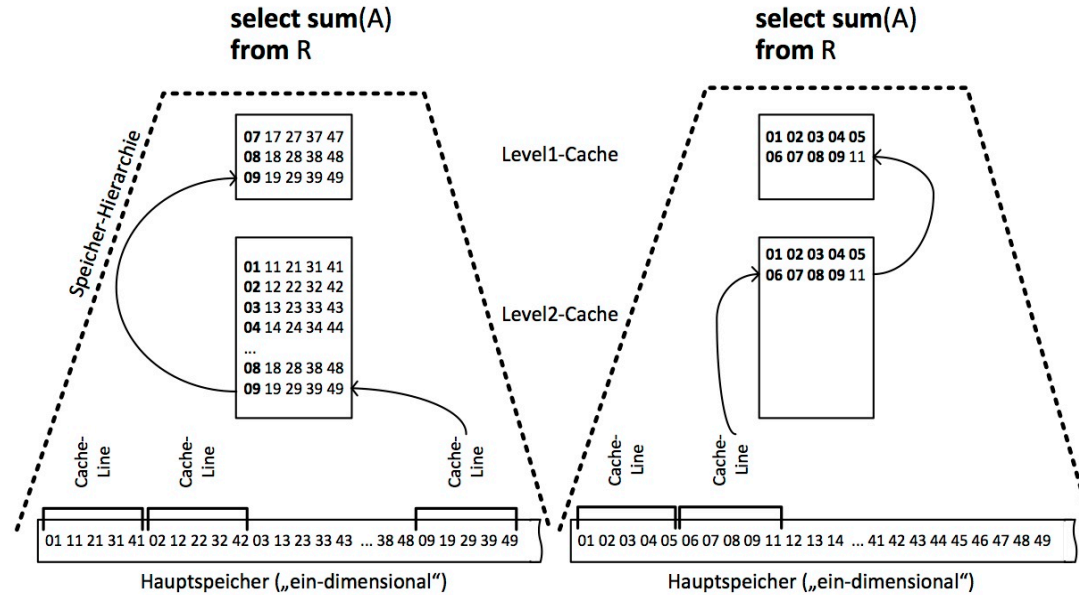 select sum(A)
from R
Speicher-Hierarchie
07 17 27 37 47
08 18 28 38 48
09 19 29 39 49
01 11 21 31 41
02 12 22 32 42
03 13 23 33 43
04 14 24 34 44
...
08 18 28 38 48
09 19 29 39 49
Cache-
Line
Cache-
Line
Cache-
Line
01 11 21 31 41 02 12 22 32 42 03 13 23 33 43 ... 38 48 09 19 29 39 49
Hauptspeicher („ein-dimensional“)
Level1-Cache
Level2-Cache
select sum(A)
from R
01 02 03 04 05
06 07 08 09 11
01 02 03 04 05
06 07 08 09 11
Cache-
Line
Cache-
Line
01 02 03 04 05 06 07 08 09 11 12 13 14 ... 41 42 43 44 45 46 47 48 49
Hauptspeicher („ein-dimensional“)